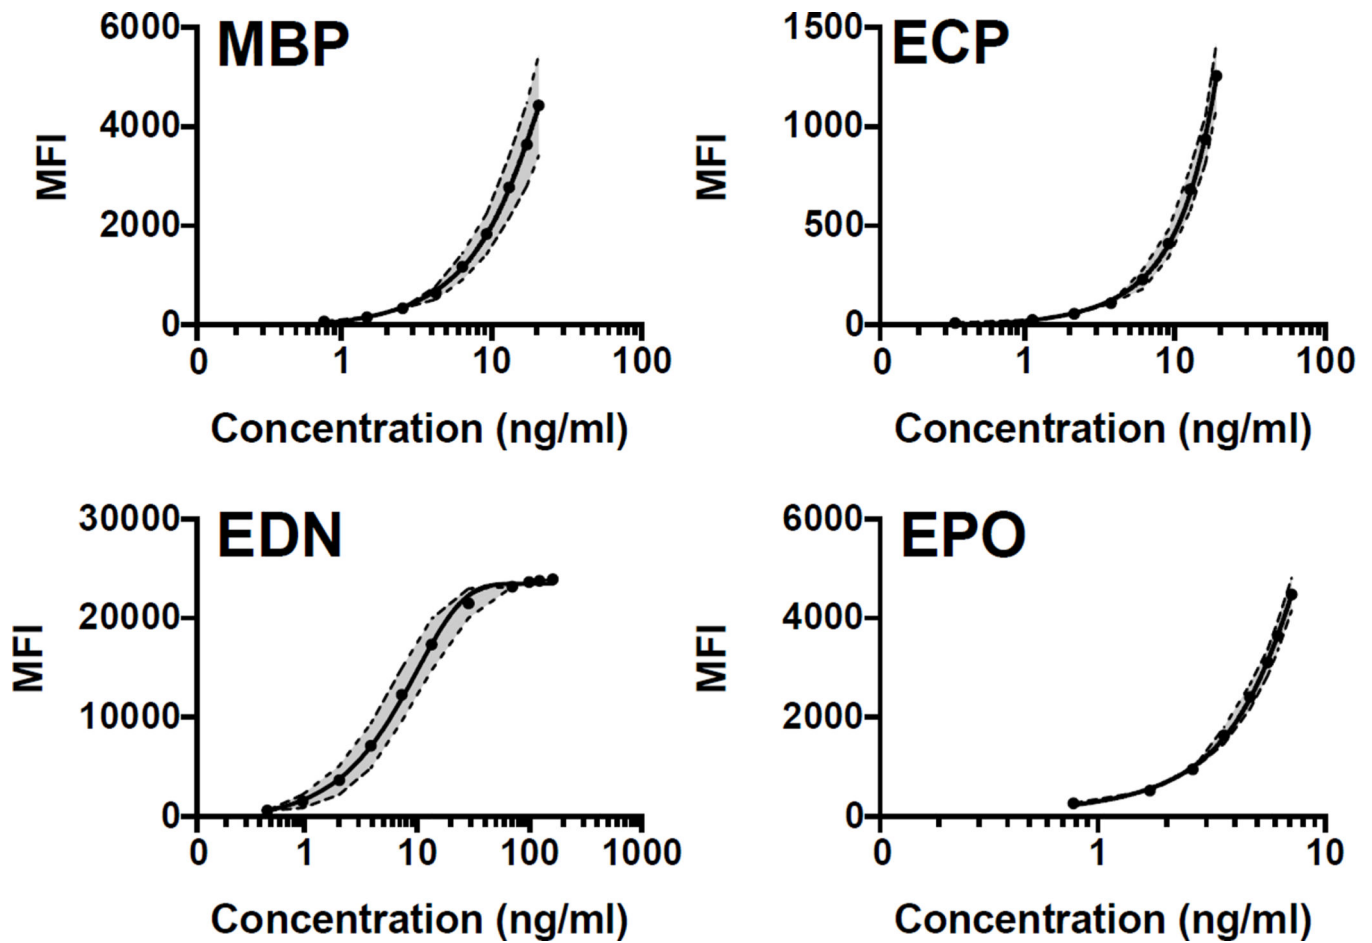 MBP
MFI
6000
4000
2000
0
0 1 10 100
Concentration (ng/ml)
ECP
MFI
1500
1000
500
0
0 1 10 100
Concentration (ng/ml)
EDN
MFI
30000
20000
10000
0
0 1 10 100 1000
Concentration (ng/ml)
EPO
MFI
6000
4000
2000
0
0 1 10
Concentration (ng/ml)